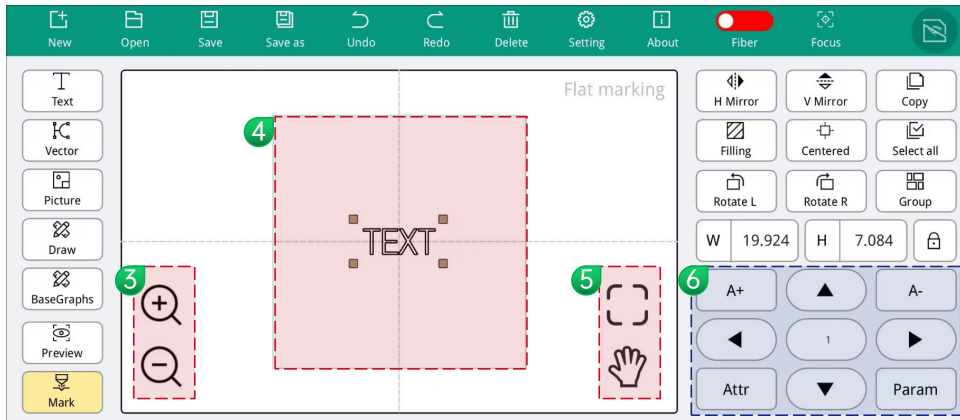 New Open Save Save as Undo Redo Delete Setting About Fiber Focus
Text
Vector
Picture
Draw
BaseGraphs
Preview
Mark
Flat marking
4
TEXT
3
5
6
H Mirror V Mirror Copy
Filling Centered Select all
Rotate L Rotate R Group
W 19.924 H 7.084
A+ A-
1
Attr Param